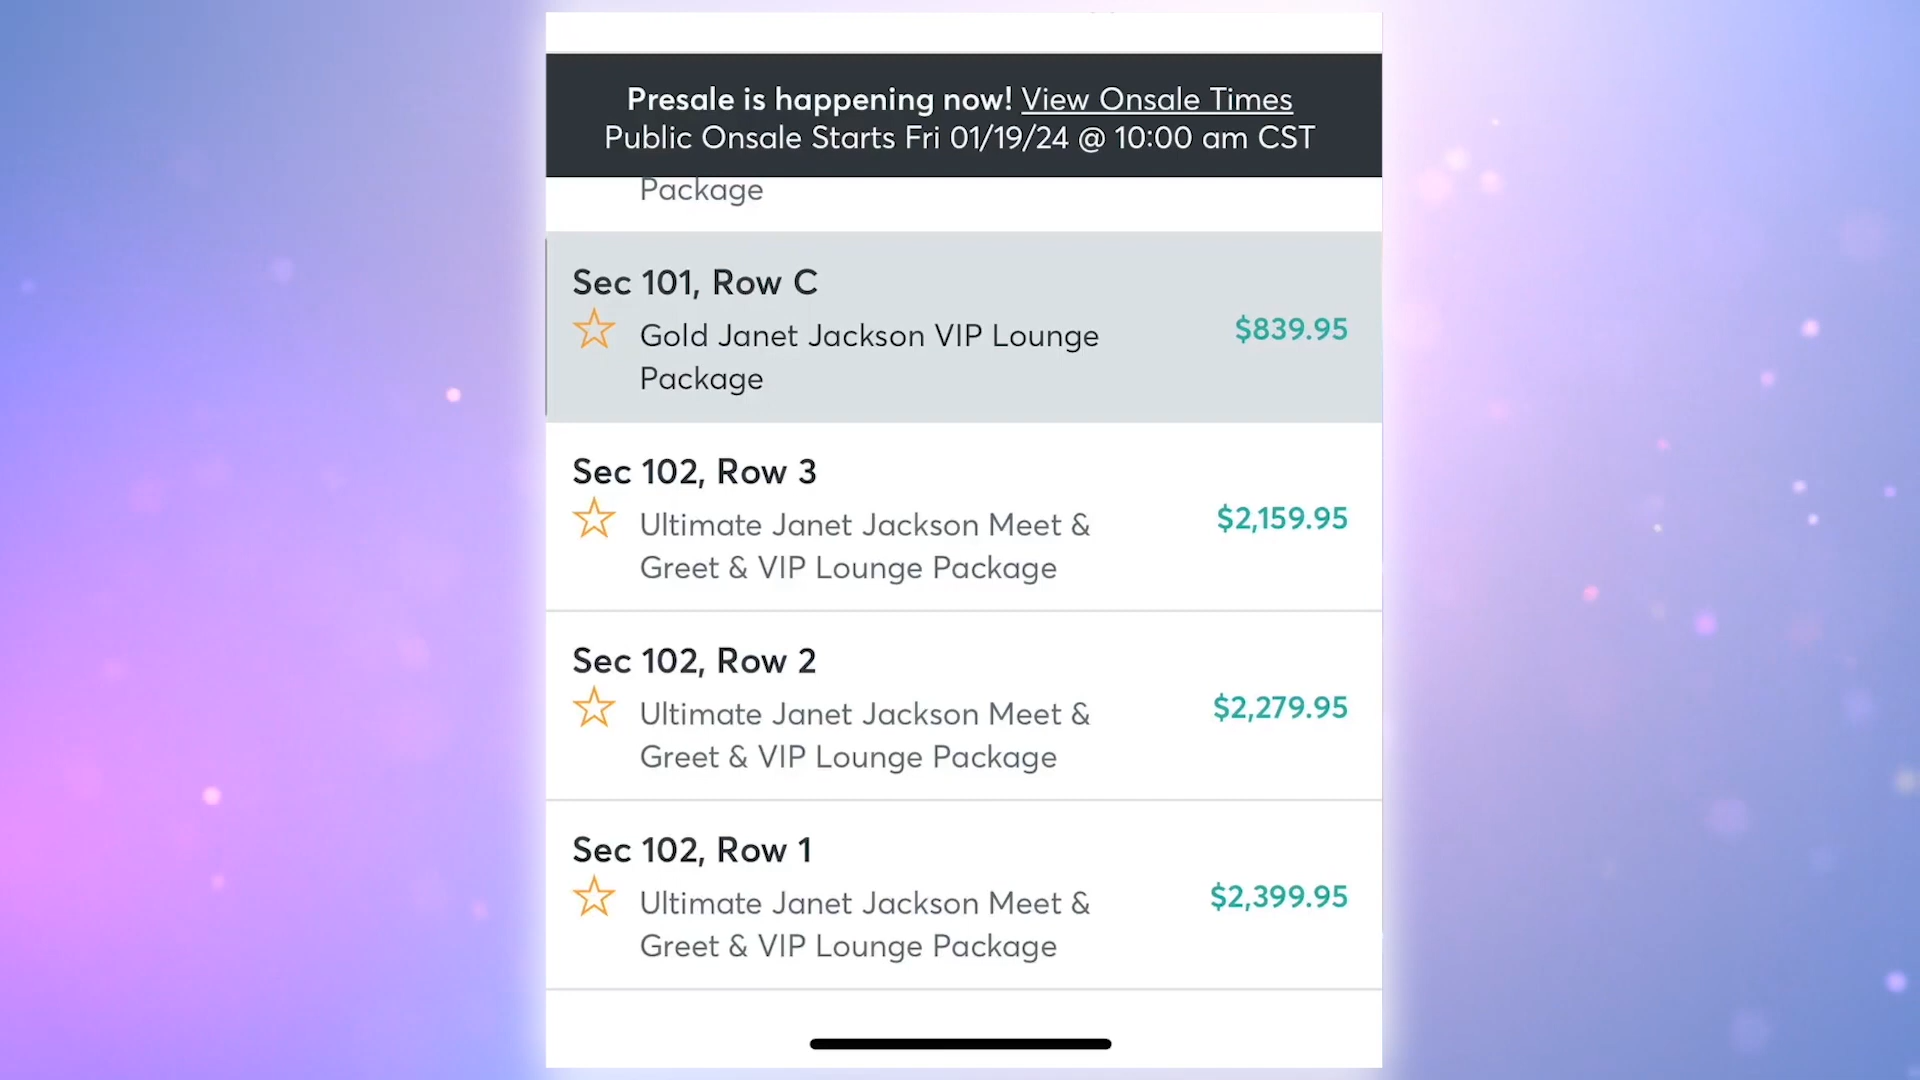 Presale is happening now! View Onsale Times
Public Onsale Starts Fri 01/19/24 @ 10:00 am CST
Package
Sec 101, Row C
Gold Janet Jackson VIP Lounge
Package
$839.95
Sec 102, Row 3
Ultimate Janet Jackson Meet &
Greet & VIP Lounge Package
$2,159.95
Sec 102, Row 2
Ultimate Janet Jackson Meet &
Greet & VIP Lounge Package
$2,279.95
Sec 102, Row 1
Ultimate Janet Jackson Meet &
Greet & VIP Lounge Package
$2,399.95